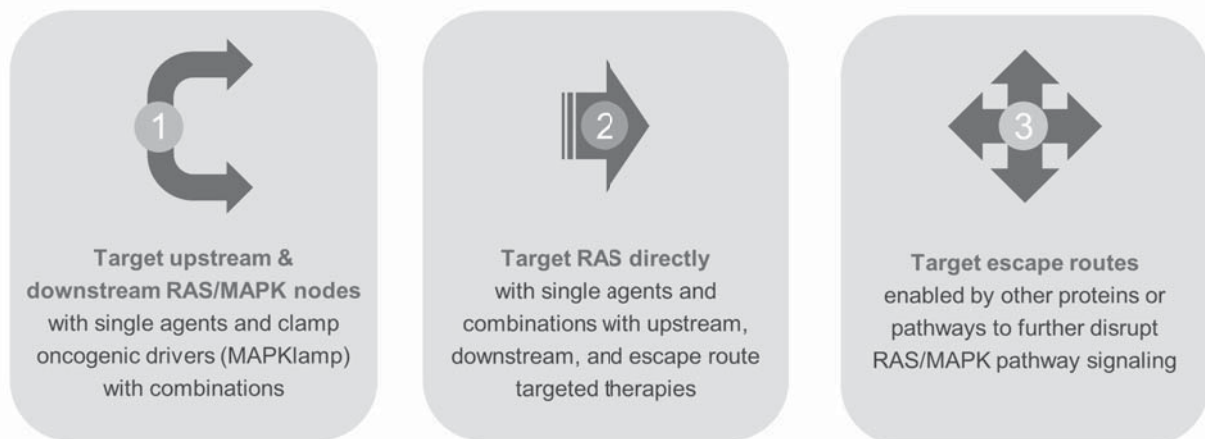 1
Target upstream &
downstream RAS/MAPK nodes
with single agents and clamp
oncogenic drivers (MAPKlamp)
with combinations
2
Target RAS directly
with single agents and
combinations with upstream,
downstream, and escape route
targeted therapies
3
Target escape routes
enabled by other proteins or
pathways to further disrupt
RAS/MAPK pathway signaling